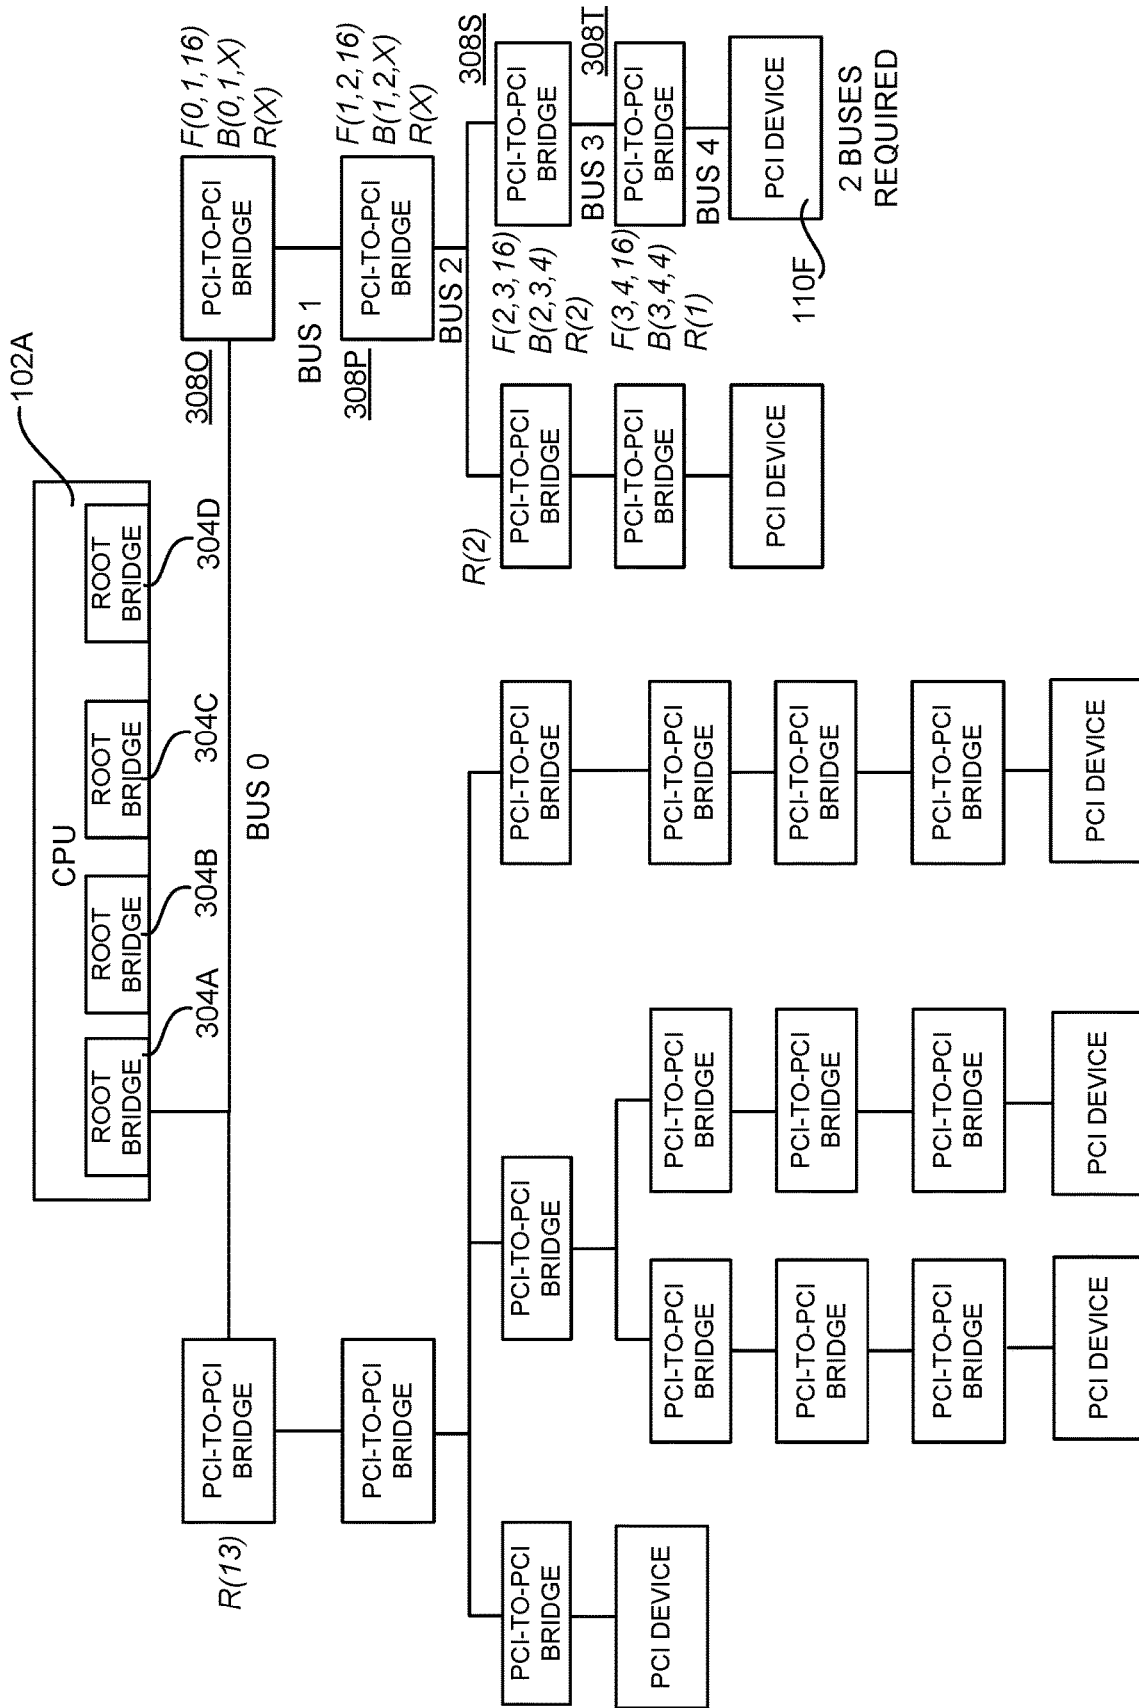 102A
CPU
ROOT
BRIDGE
ROOT
BRIDGE
ROOT
BRIDGE
ROOT
BRIDGE
304A
304B
304C
304D
BUS 0
R(13)
PCI-TO-PCI
BRIDGE
308O
PCI-TO-PCI
BRIDGE
F(0,1,16)
B(0,1,X)
R(X)
BUS 1
PCI-TO-PCI
BRIDGE
308P
PCI-TO-PCI
BRIDGE
F(1,2,16)
B(1,2,X)
R(X)
BUS 2
PCI-TO-PCI
BRIDGE
PCI-TO-PCI
BRIDGE
PCI-TO-PCI
BRIDGE
R(2)
PCI-TO-PCI
BRIDGE
F(2,3,16)
B(2,3,4)
R(2)
PCI-TO-PCI
BRIDGE
308S
BUS 3
PCI DEVICE
PCI-TO-PCI
BRIDGE
PCI-TO-PCI
BRIDGE
PCI-TO-PCI
BRIDGE
PCI-TO-PCI
BRIDGE
F(3,4,16)
B(3,4,4)
R(1)
PCI-TO-PCI
BRIDGE
308T
BUS 4
PCI-TO-PCI
BRIDGE
PCI-TO-PCI
BRIDGE
PCI-TO-PCI
BRIDGE
PCI DEVICE
110F
PCI DEVICE
2 BUSES
REQUIRED
PCI-TO-PCI
BRIDGE
PCI-TO-PCI
BRIDGE
PCI-TO-PCI
BRIDGE
PCI DEVICE
PCI DEVICE
PCI DEVICE